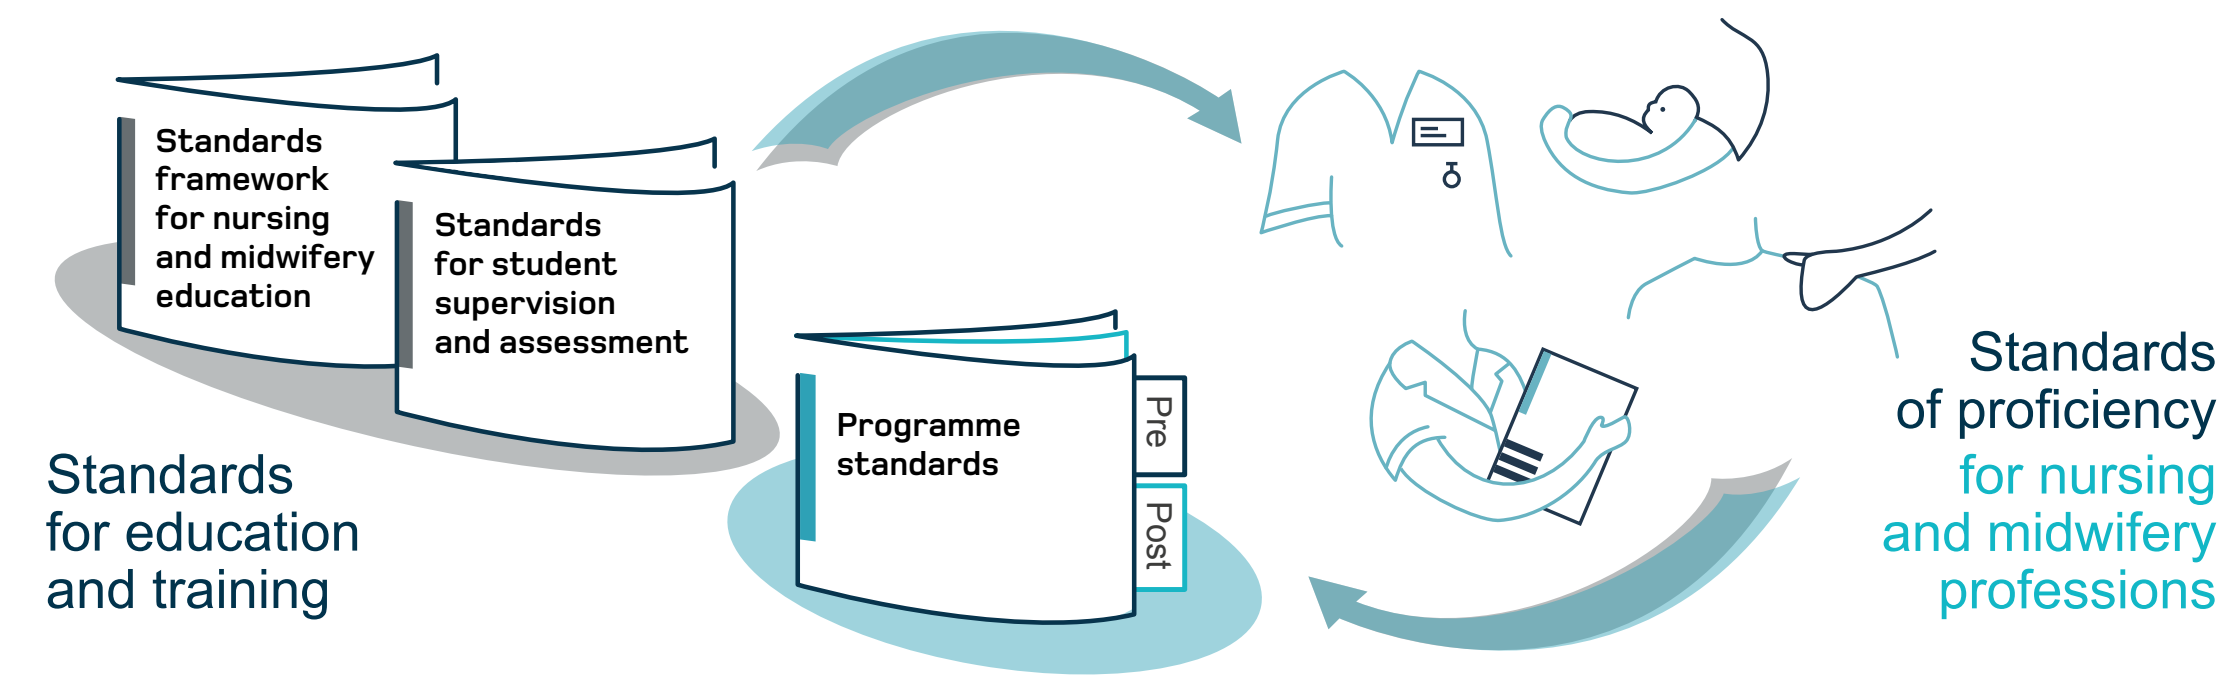 Standards
framework
for nursing
and midwifery
education
Standards
for student
supervision
and assessment
Programme
standards
Pre
Post
Standards
for education
and training
Standards
of proficiency
for nursing
and midwifery
professions